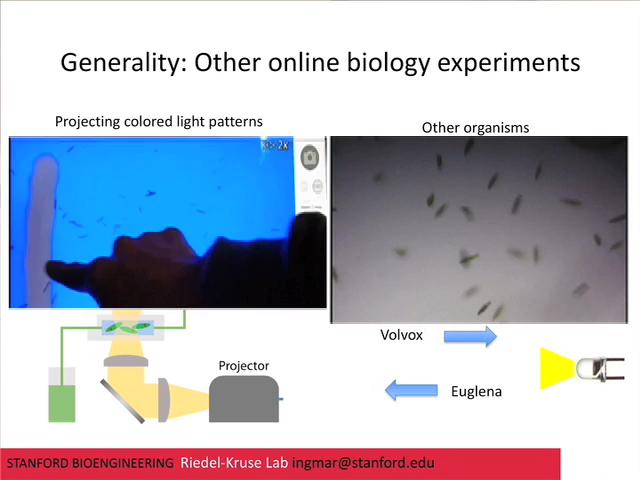 Generality: Other online biology experiments
Projecting colored light patterns
Other organisms
Volvox
Projector
Euglena
STANFORD BIOENGINEERING Riedel-Kruse Lab ingmar@stanford.edu